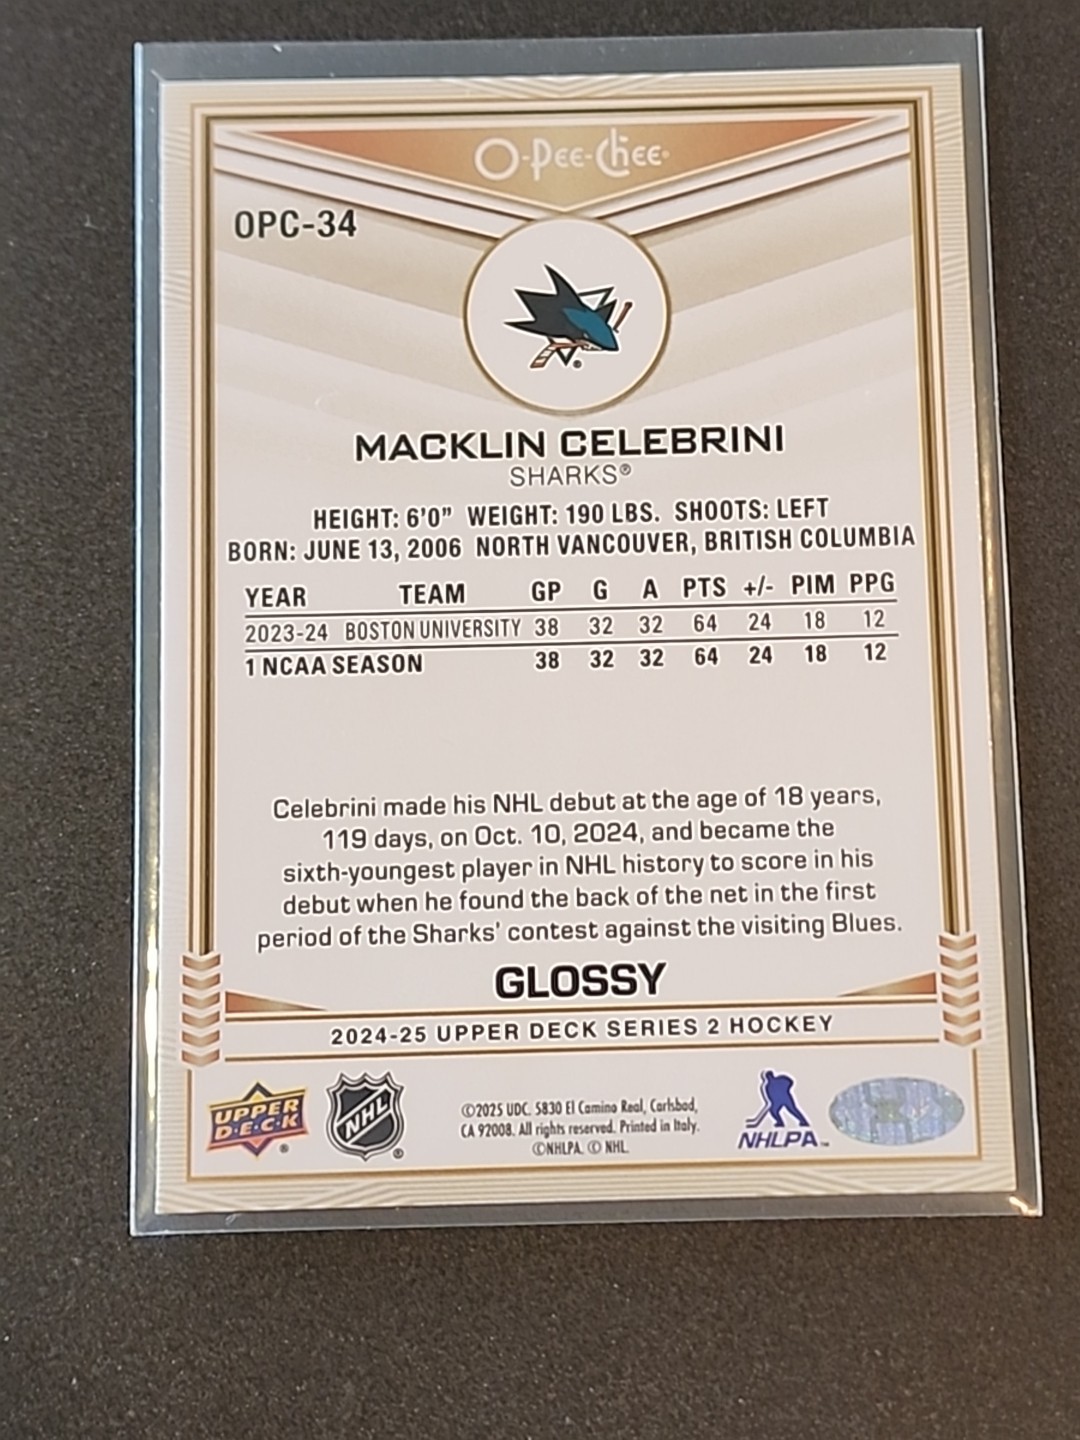 O-Pee-Chee
OPC-34
MACKLIN CELEBRINI
SHARKS®
HEIGHT: 6'0" WEIGHT: 190 LBS. SHOOTS: LEFT
BORN: JUNE 13, 2006 NORTH VANCOUVER, BRITISH COLUMBIA
YEAR TEAM GP G A PTS +/- PIM PPG
2023-24 BOSTON UNIVERSITY 38 32 32 64 24 18 12
1 NCAA SEASON 38 32 32 64 24 18 12
Celebrini made his NHL debut at the age of 18 years,
119 days, on Oct. 10, 2024, and became the
sixth-youngest player in NHL history to score in his
debut when he found the back of the net in the first
period of the Sharks' contest against the visiting Blues.
GLOSSY
2024-25 UPPER DECK SERIES 2 HOCKEY
UPPER
D·E·C·K
NHL
©2025 UDC. 5830 El Camino Real, Carlsbad,
CA 92008. All rights reserved. Printed in Italy.
©NHLPA. © NHL.
NHLPA™